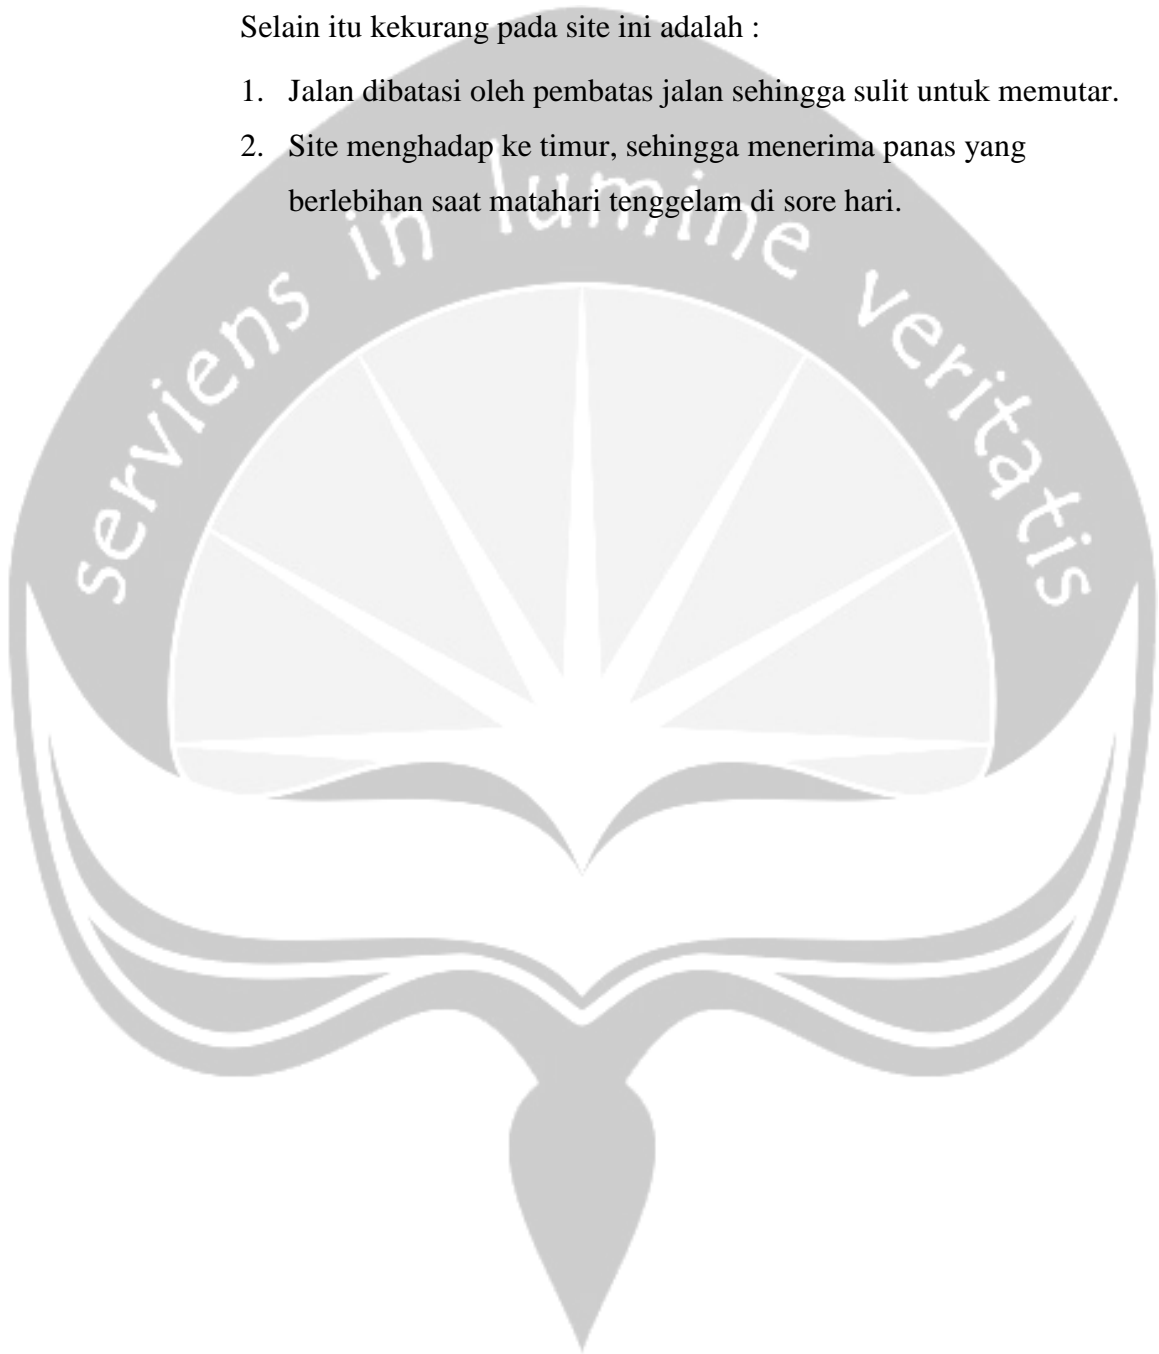 Selain itu kekurang pada site ini adalah :
1. Jalan dibatasi oleh pembatas jalan sehingga sulit untuk memutar.
2. Site menghadap ke timur, sehingga menerima panas yang
berlebihan saat matahari tenggelam di sore hari.
serviens in lumine veritatis